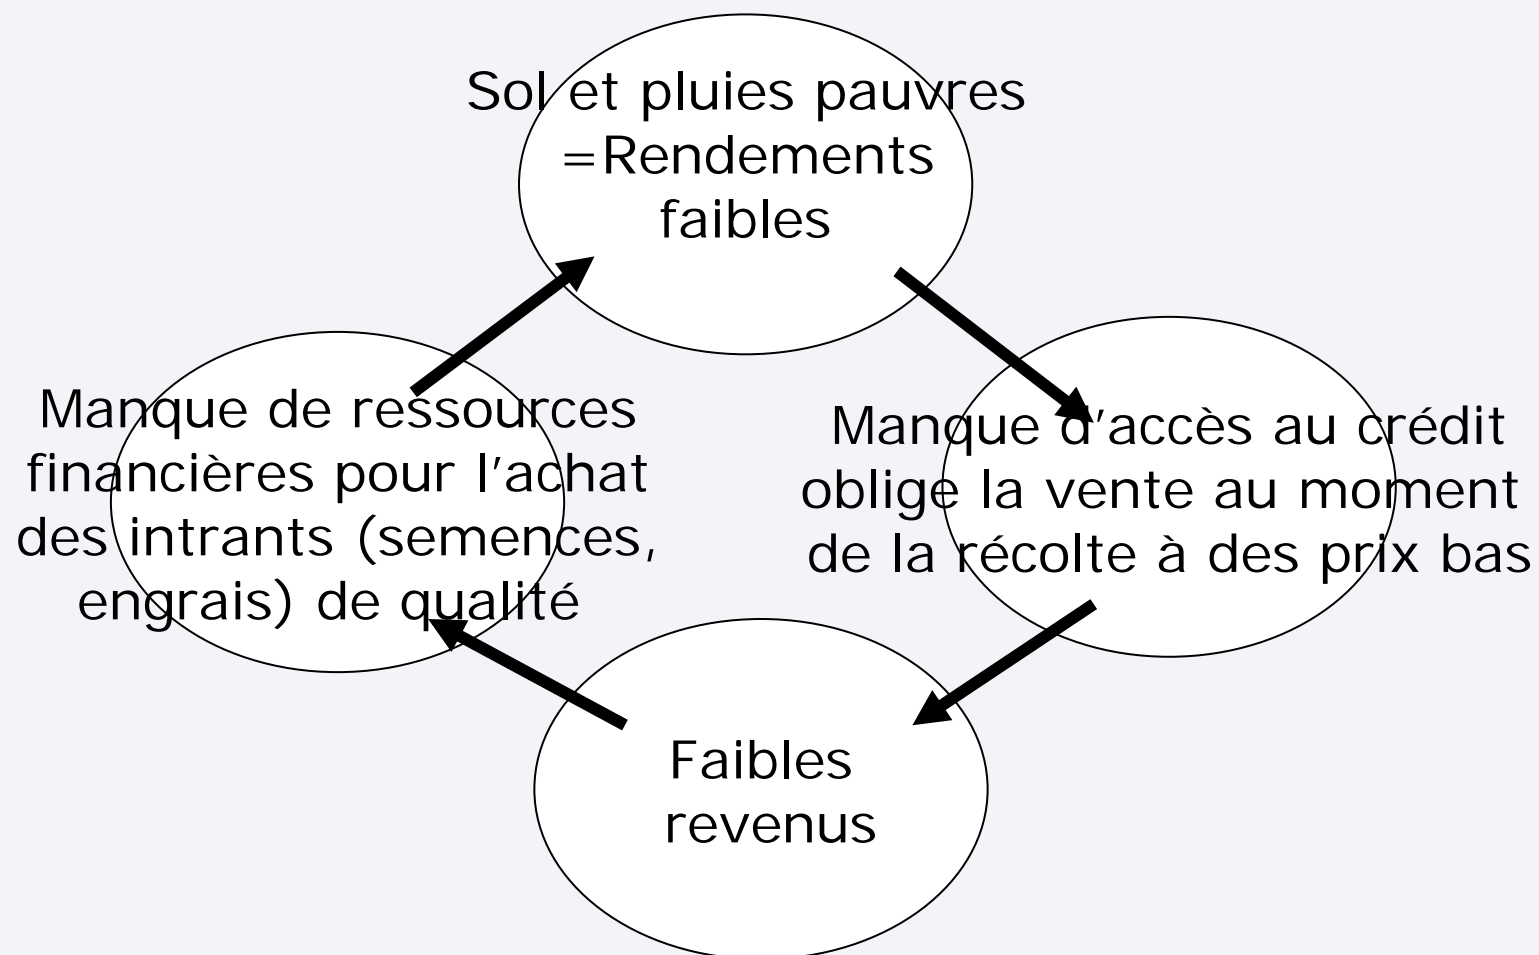 Sol et pluies pauvres
=Rendements
faibles
Manque de ressources
financières pour l'achat
des intrants (semences,
engrais) de qualité
Manque d'accès au crédit
oblige la vente au moment
de la récolte à des prix bas
Faibles
revenus